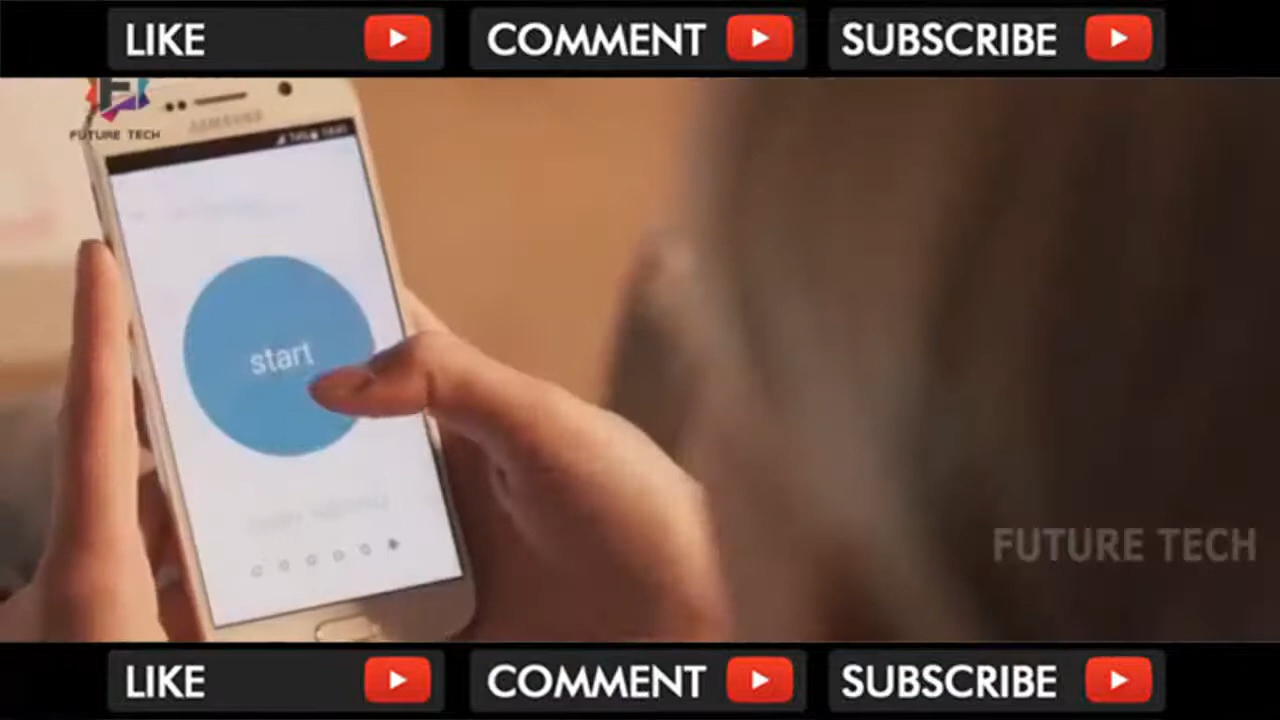 LIKE
COMMENT
SUBSCRIBE
FUTURE TECH
SAMSUNG
start
FUTURE TECH
LIKE
COMMENT
SUBSCRIBE